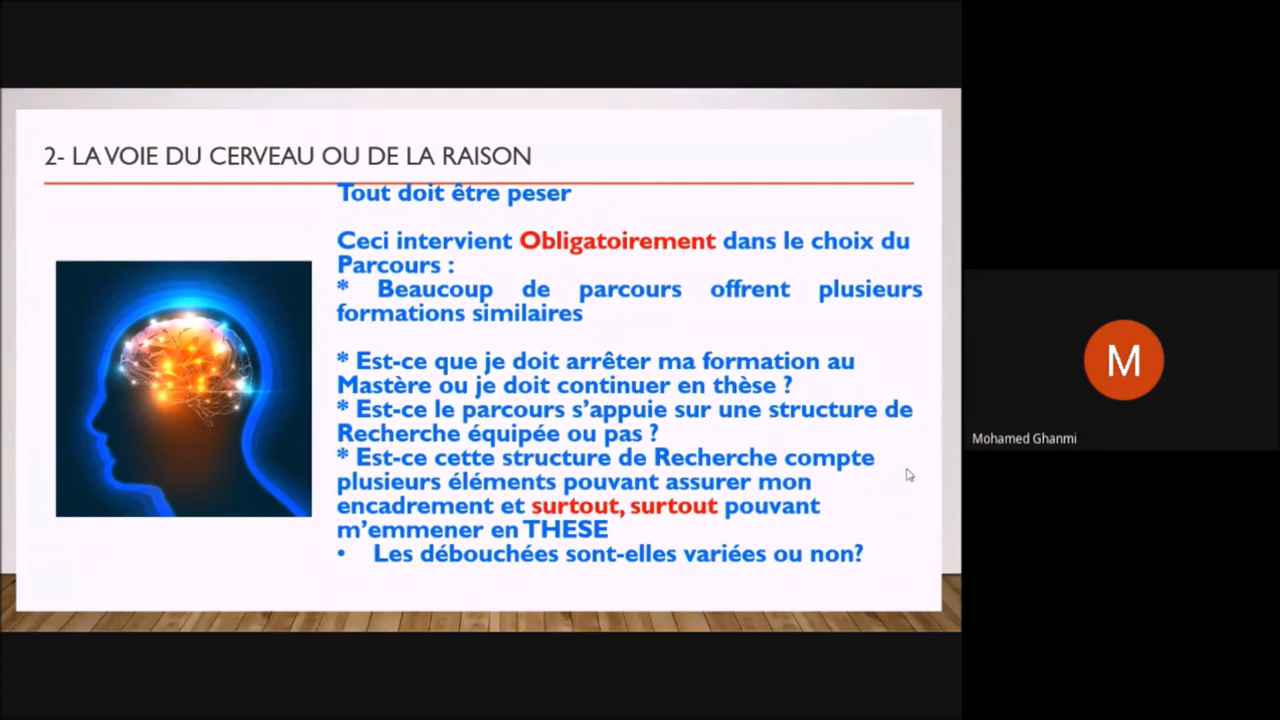 2- LA VOIE DU CERVEAU OU DE LA RAISON
Tout doit être peser
Ceci intervient Obligatoirement dans le choix du
Parcours :
* Beaucoup de parcours offrent plusieurs
formations similaires
* Est-ce que je doit arrêter ma formation au
Mastère ou je doit continuer en thèse ?
* Est-ce le parcours s’appuie sur une structure de
Recherche équipée ou pas ?
* Est-ce cette structure de Recherche compte
plusieurs éléments pouvant assurer mon
encadrement et surtout, surtout pouvant
m’emmener en THESE
• Les débouchées sont-elles variées ou non?
M
Mohamed Ghanmi